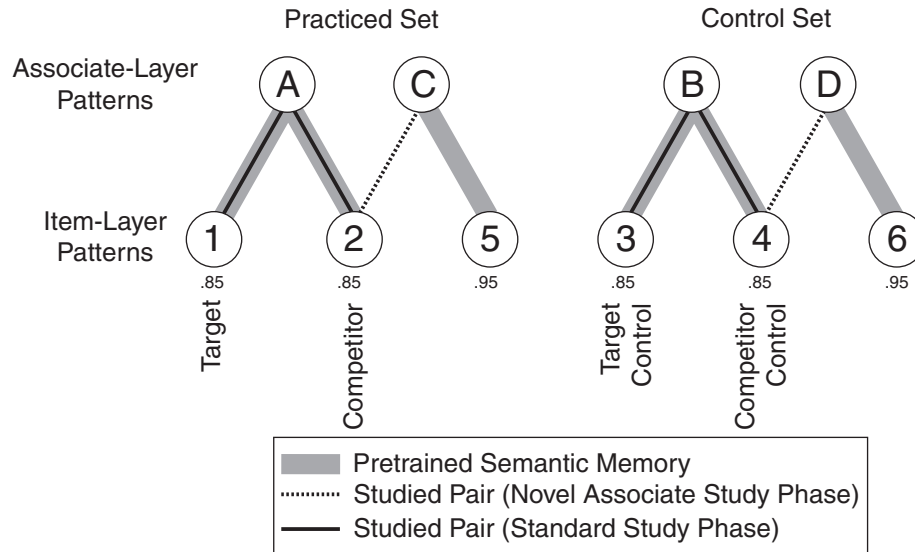 Practiced Set
Control Set
Associate-Layer
Patterns
A
C
B
D
Item-Layer
Patterns
1
2
5
3
4
6
.85
.85
.95
.85
.85
.95
Target
Competitor
Target
Control
Competitor
Control
Pretrained Semantic Memory
Studied Pair (Novel Associate Study Phase)
Studied Pair (Standard Study Phase)